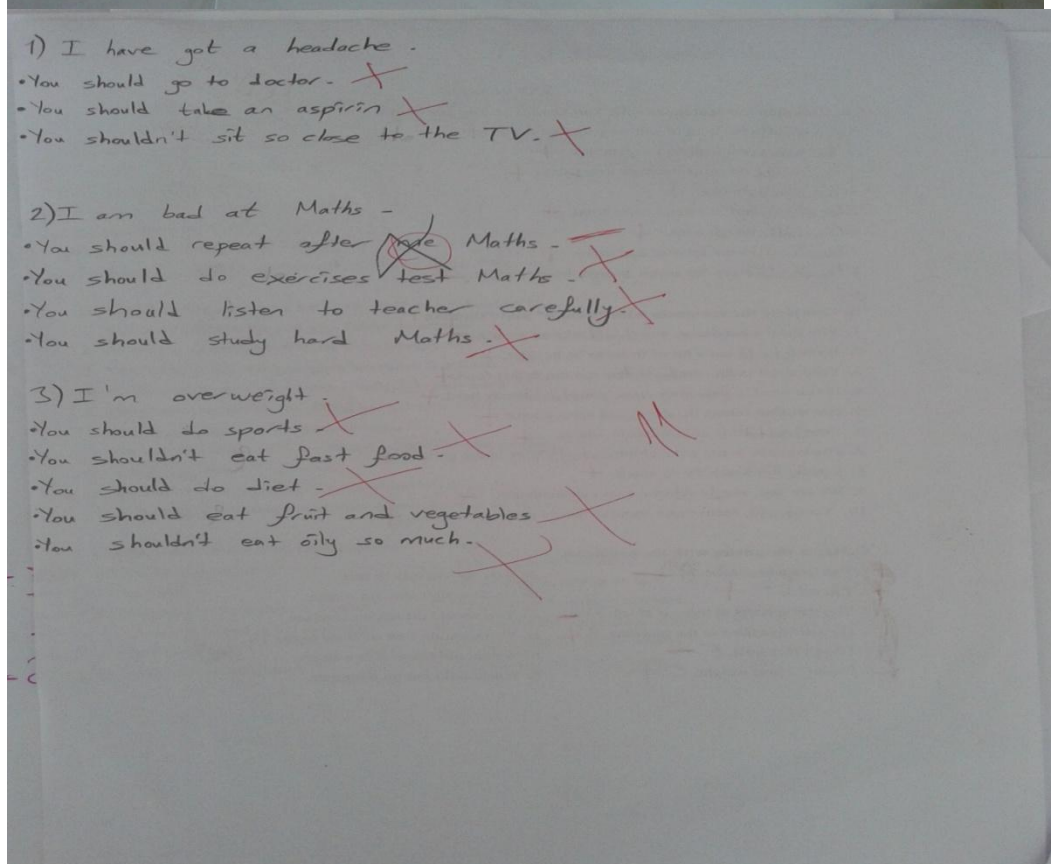 1) I have got a headache.
•You should go to doctor.
•You should take an aspirin
•You shouldn't sit so close to the TV.
2) I am bad at Maths -
•You should repeat after Maths -
•You should do exercises test Maths -
•You should listen to teacher carefully.
•You should study hard Maths.
3) I'm overweight.
•You should do sports
•You shouldn't eat fast food.
•You should do diet -
•You should eat fruit and vegetables
•You shouldn't eat oily so much.
11